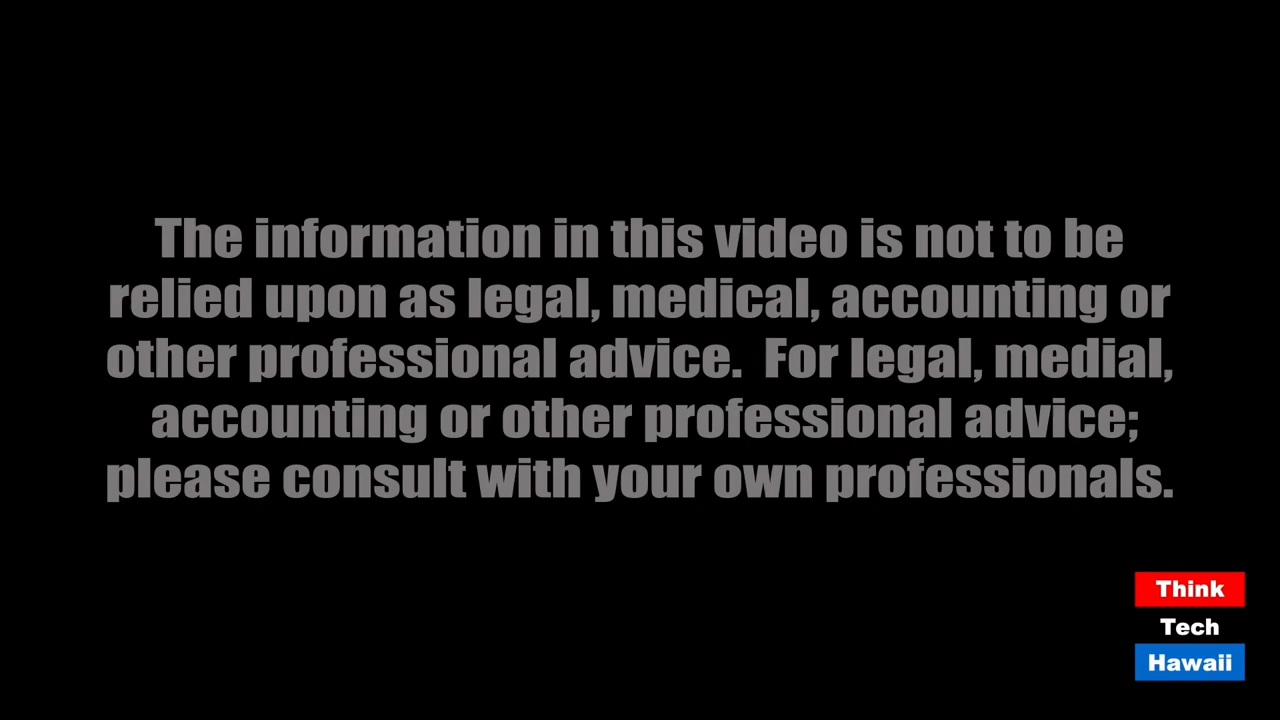 The information in this video is not to be
relied upon as legal, medical, accounting or
other professional advice.  For legal, medial,
accounting or other professional advice;
please consult with your own professionals.
Think
Tech
Hawaii